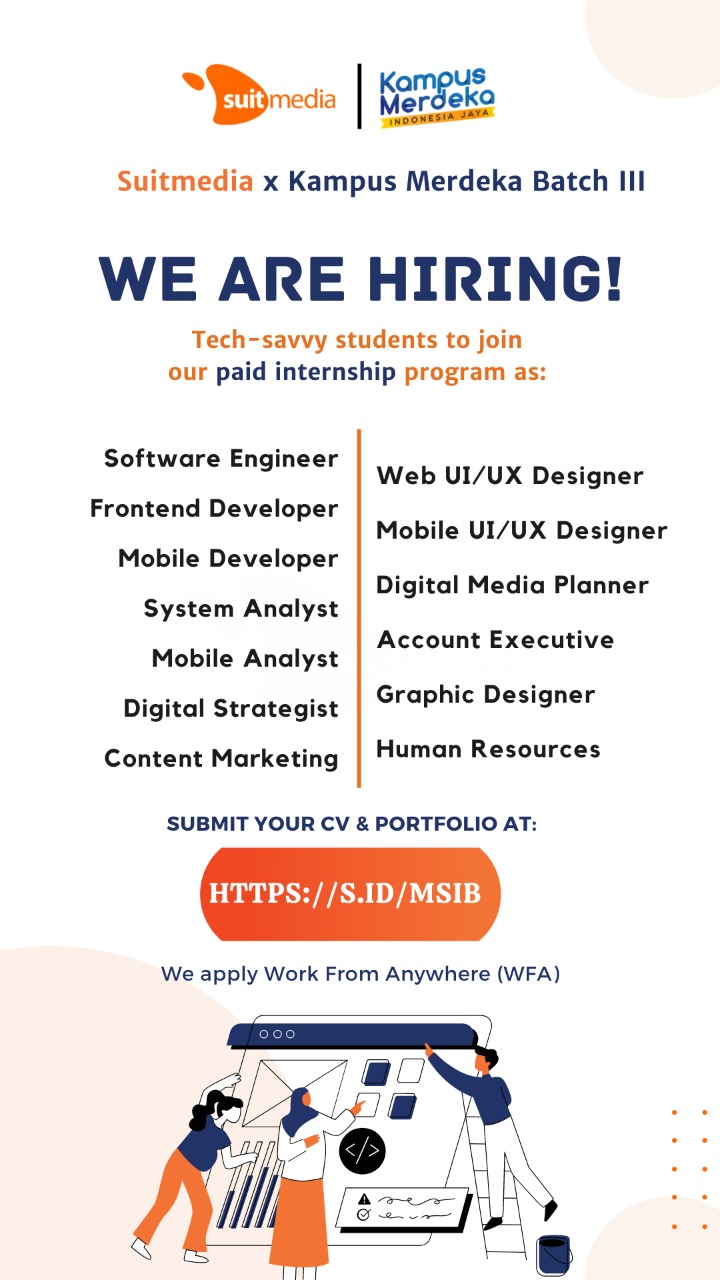 suitmedia
Kampus
Merdeka
INDONESIA JAYA
Suitmedia x Kampus Merdeka Batch III
WE ARE HIRING!
Tech-savvy students to join
our paid internship program as:
Software Engineer
Frontend Developer
Mobile Developer
System Analyst
Mobile Analyst
Digital Strategist
Content Marketing
Web UI/UX Designer
Mobile UI/UX Designer
Digital Media Planner
Account Executive
Graphic Designer
Human Resources
SUBMIT YOUR CV & PORTFOLIO AT:
HTTPS://S.ID/MSIB
We apply Work From Anywhere (WFA)